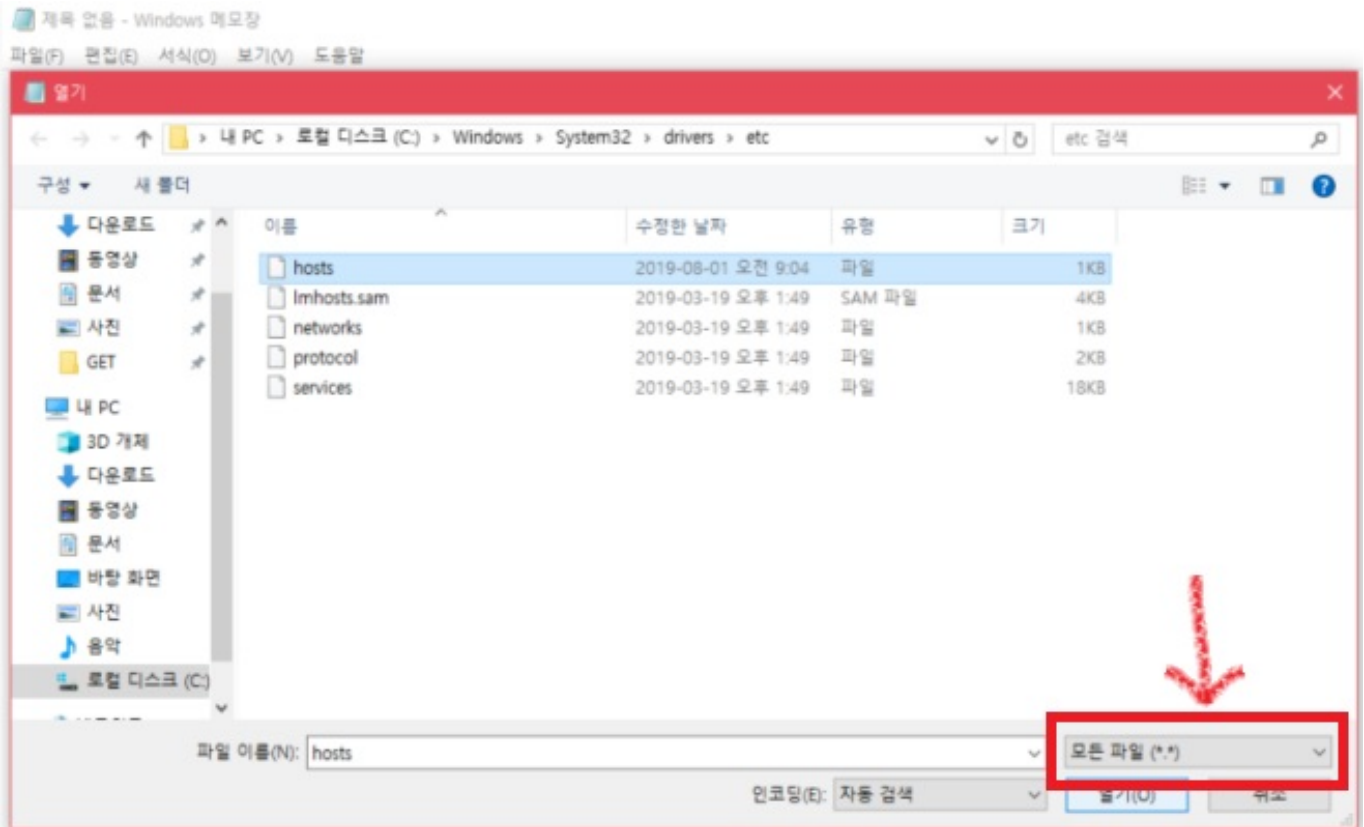 제목 없음 - Windows 메모장
파일(F) 편집(E) 서식(O) 보기(V) 도움말
열기
내 PC › 로컬 디스크 (C:) › Windows › System32 › drivers › etc
etc 검색
구성 새 폴더
이름 수정한 날짜 유형 크기
다운로드
동영상
문서
사진
GET
내 PC
3D 개체
다운로드
동영상
문서
바탕 화면
사진
음악
로컬 디스크 (C:)
hosts 2019-08-01 오전 9:04 파일 1KB
lmhosts.sam 2019-03-19 오후 1:49 SAM 파일 4KB
networks 2019-03-19 오후 1:49 파일 1KB
protocol 2019-03-19 오후 1:49 파일 2KB
services 2019-03-19 오후 1:49 파일 18KB
파일 이름(N): hosts
모든 파일 (*.*)
인코딩(E): 자동 검색
열기(O) 취소